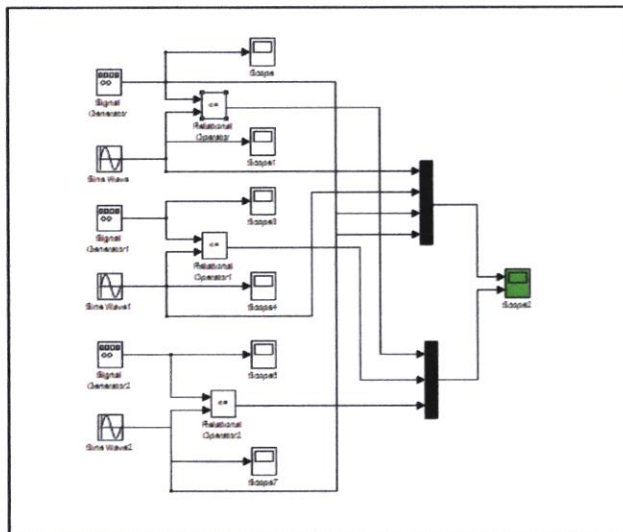 Scope
Signal
Generator
<=
Relational
Operator
Scope1
Sine Wave
Scope3
Signal
Generator1
<=
Relational
Operator1
Sine Wave1
Scope4
Scope2
Signal
Generator2
Scope6
<=
Relational
Operator2
Sine Wave2
Scope7